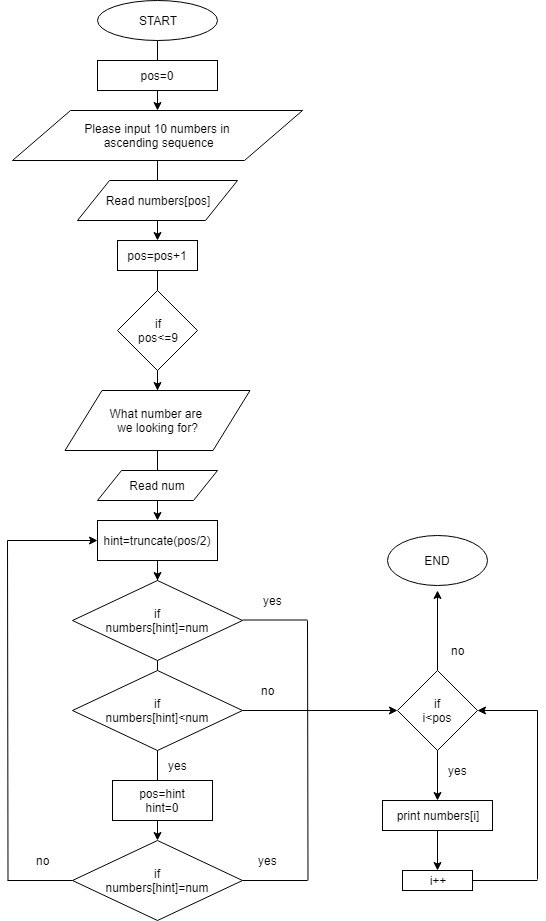 START
pos=0
Please input 10 numbers in
ascending sequence
Read numbers[pos]
pos=pos+1
if
pos<=9
What number are
we looking for?
Read num
hint=truncate(pos/2)
if
numbers[hint]=num
yes
if
numbers[hint]<num
no
yes
pos=hint
hint=0
if
numbers[hint]=num
no
yes
END
no
if
i<pos
yes
print numbers[i]
i++